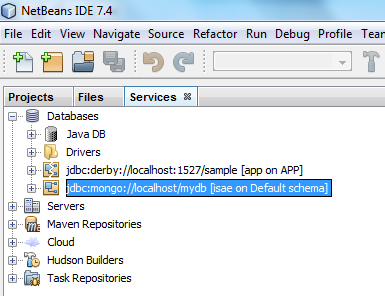 NetBeans IDE 7.4
File Edit View Navigate Source Refactor Run Debug Profile Team
Projects Files Services
Databases
Java DB
Drivers
jdbc:derby://localhost:1527/sample [app on APP]
jdbc:mongo://localhost/mydb [isae on Default schema]
Servers
Maven Repositories
Cloud
Hudson Builders
Task Repositories